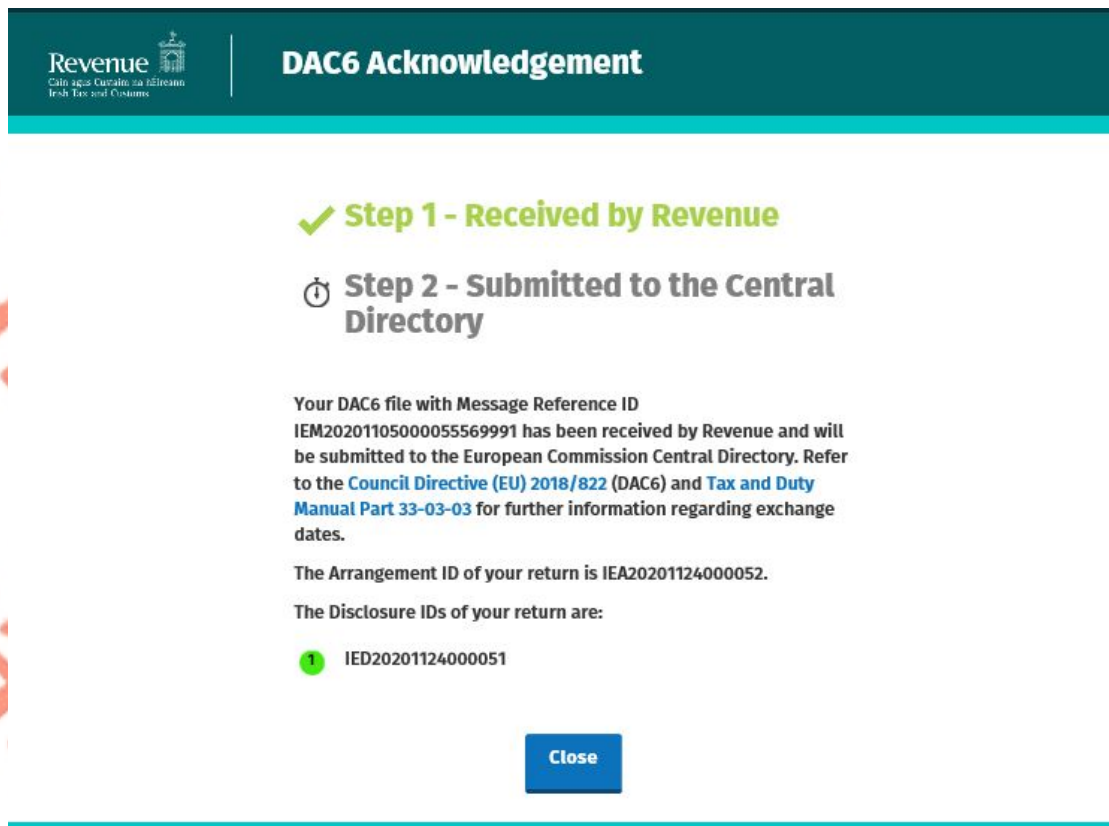 Revenue
Cáin agus Custaim na hÉireann
Irish Tax and Customs
DAC6 Acknowledgement
Step 1 - Received by Revenue
Step 2 - Submitted to the Central
Directory
Your DAC6 file with Message Reference ID
IEM20201105000055569991 has been received by Revenue and will
be submitted to the European Commission Central Directory. Refer
to the Council Directive (EU) 2018/822 (DAC6) and Tax and Duty
Manual Part 33-03-03 for further information regarding exchange
dates.
The Arrangement ID of your return is IEA20201124000052.
The Disclosure IDs of your return are:
1 IED20201124000051
Close